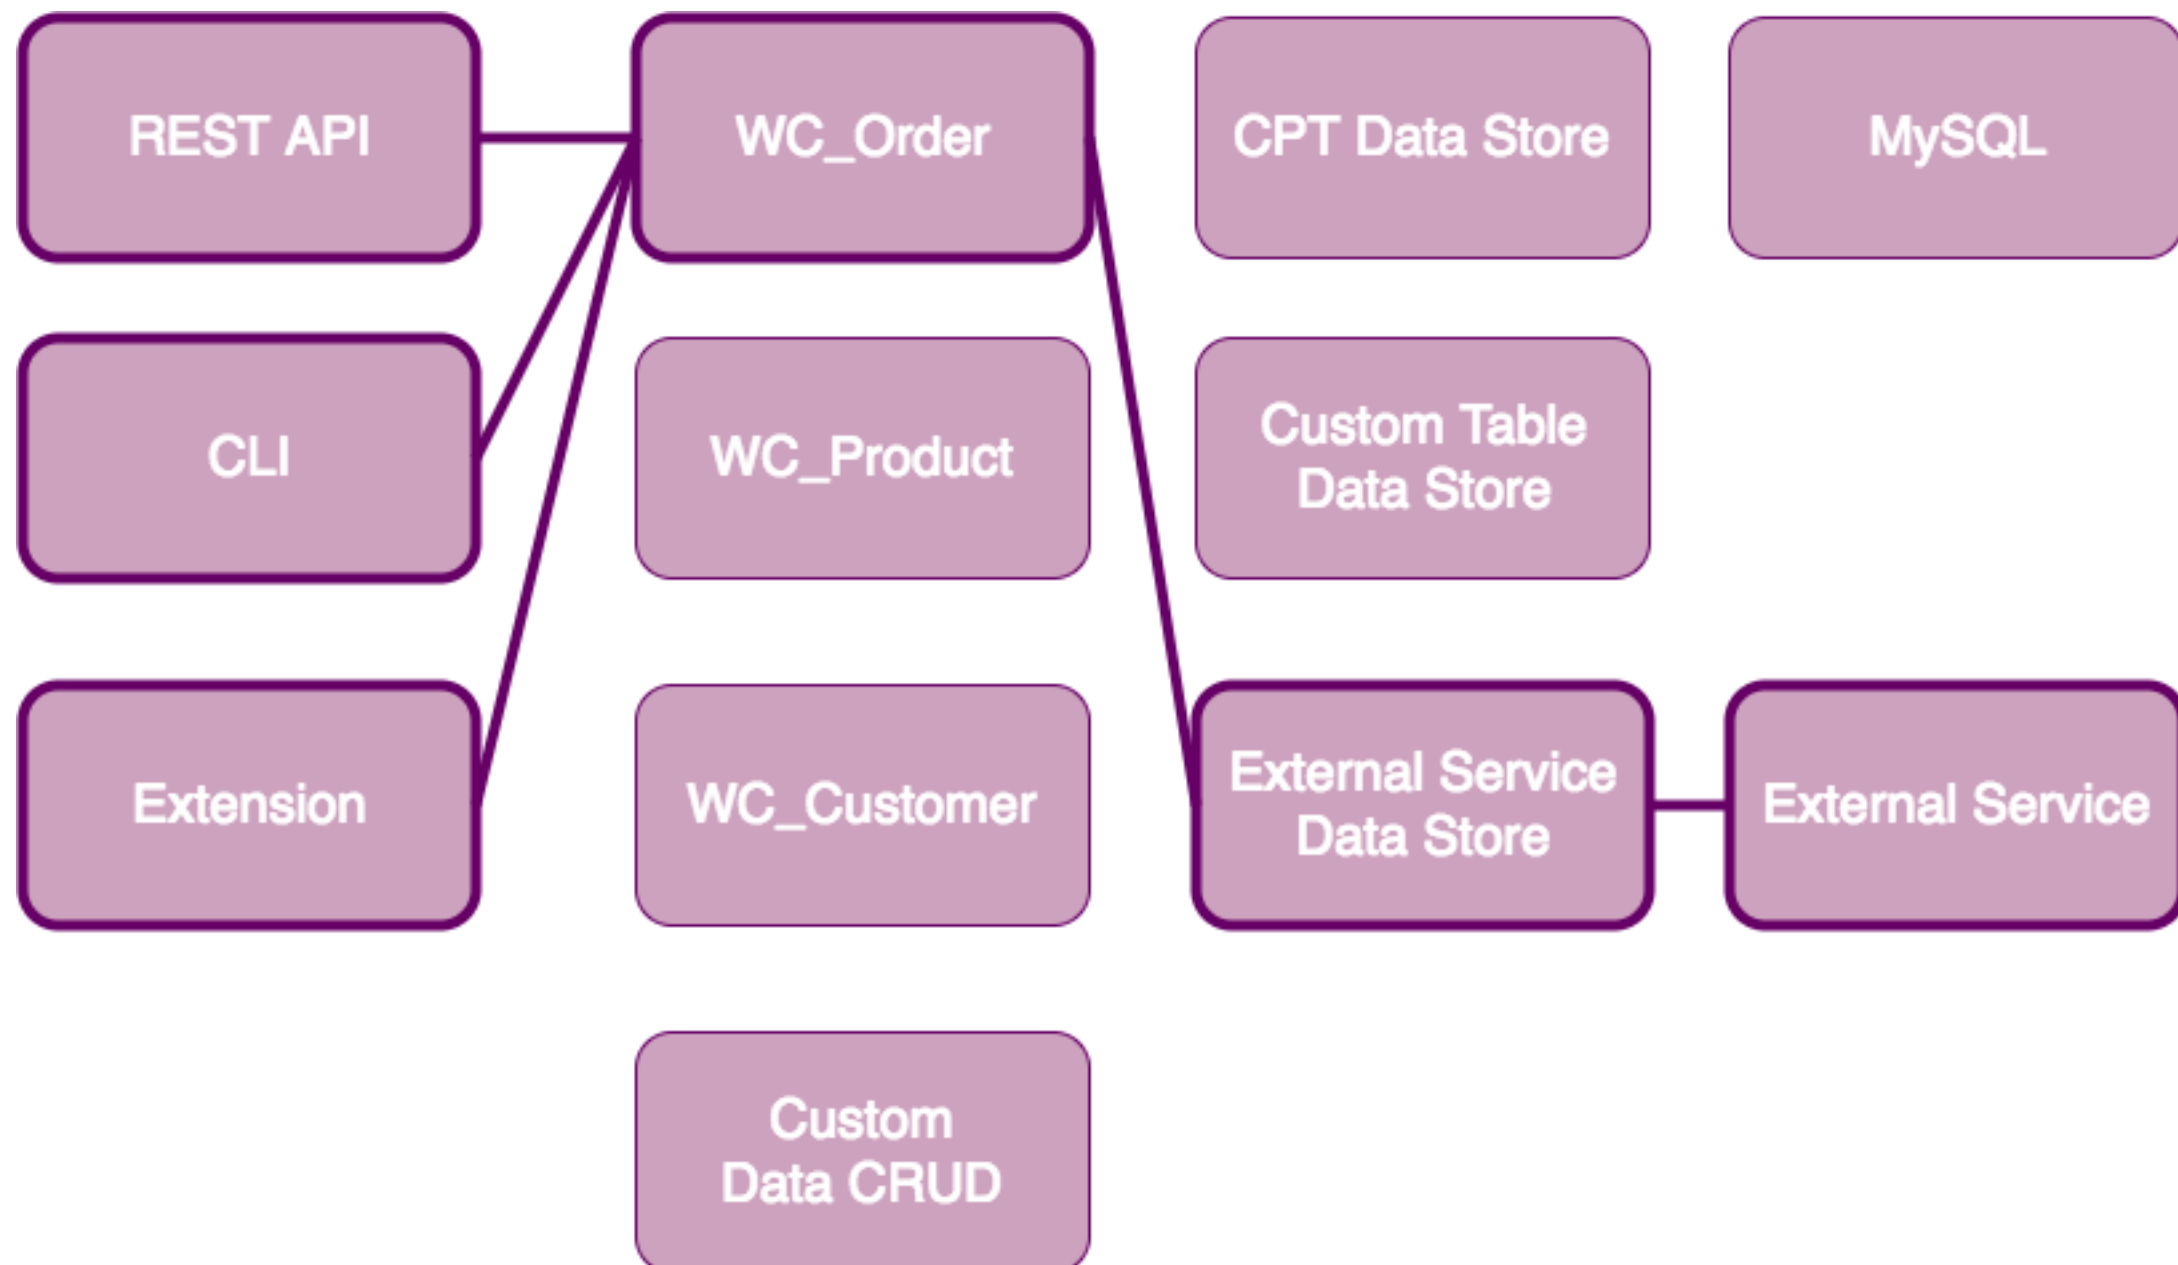 REST API
WC_Order
CPT Data Store
MySQL
CLI
WC_Product
Custom Table
Data Store
Extension
WC_Customer
External Service
Data Store
External Service
Custom
Data CRUD